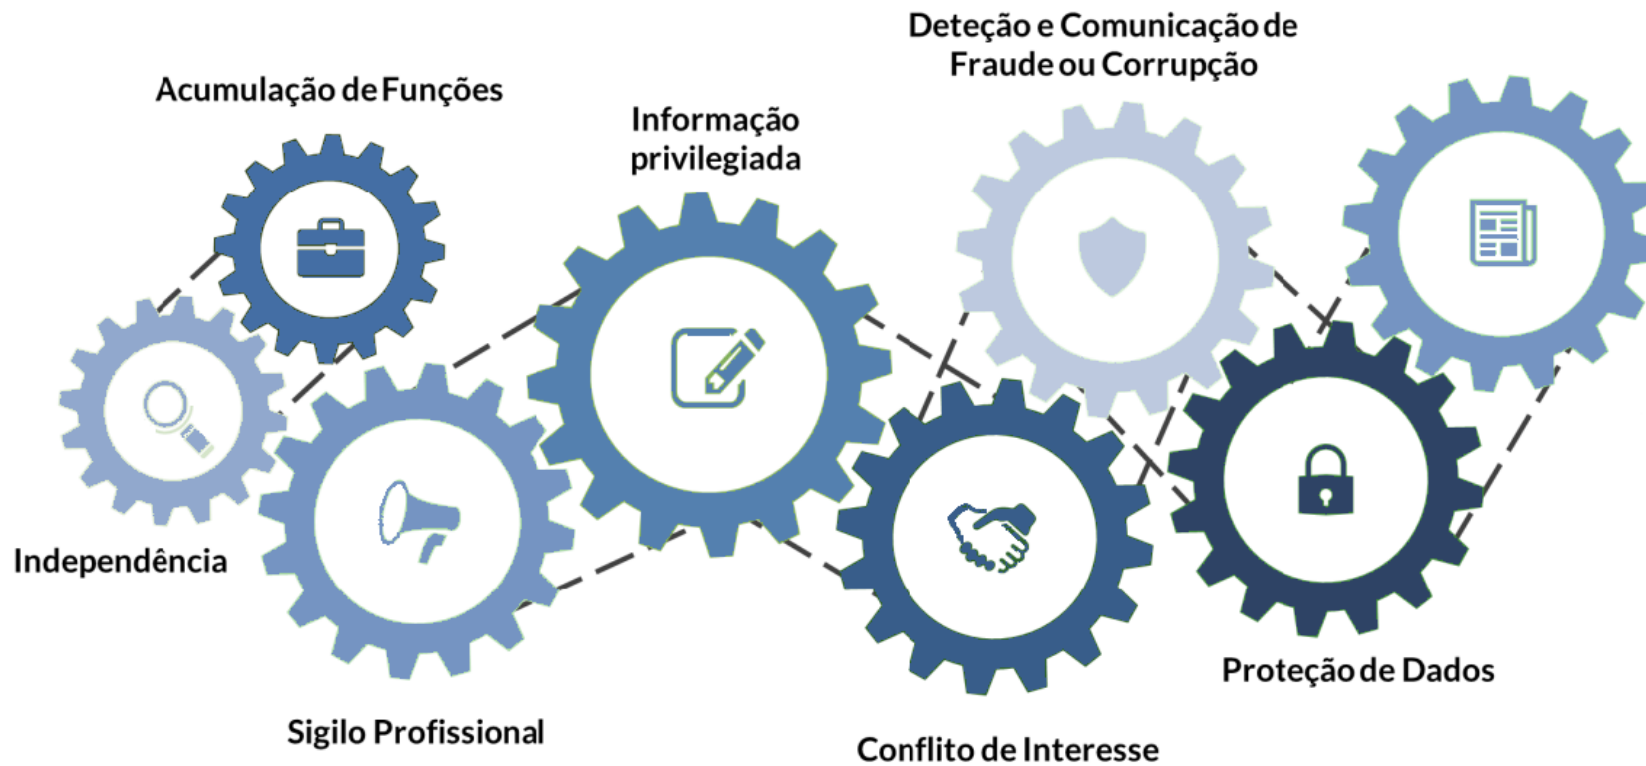 Deteção e Comunicação de
Fraude ou Corrupção
Acumulação de Funções
Informação
privilegiada
Independência
Proteção de Dados
Sigilo Profissional
Conflito de Interesse